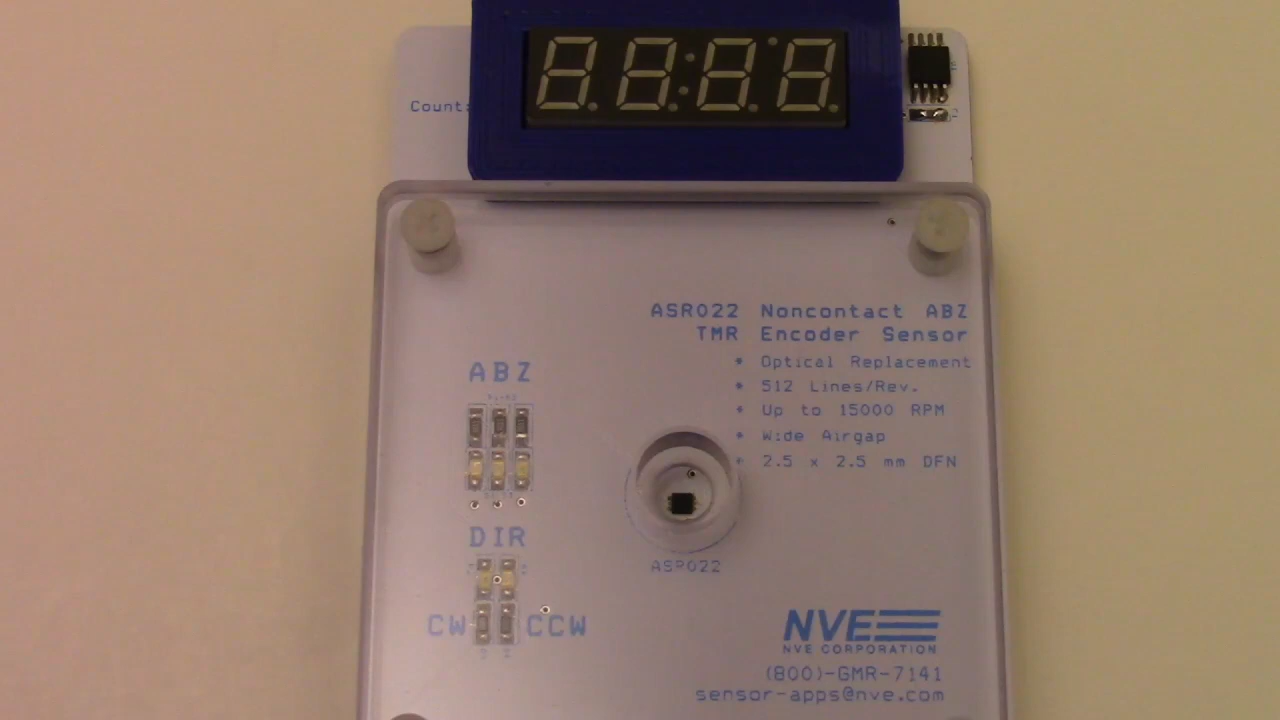 Count:
ASR022 Noncontact ABZ
TMR Encoder Sensor
* Optical Replacement
* 512 Lines/Rev.
* Up to 15000 RPM
* Wide Airgap
* 2.5 x 2.5 mm DFN
ABZ
DIR
ASR022
CW CCW
NVE
NVE CORPORATION
(800)-GMR-7141
sensor-apps@nve.com